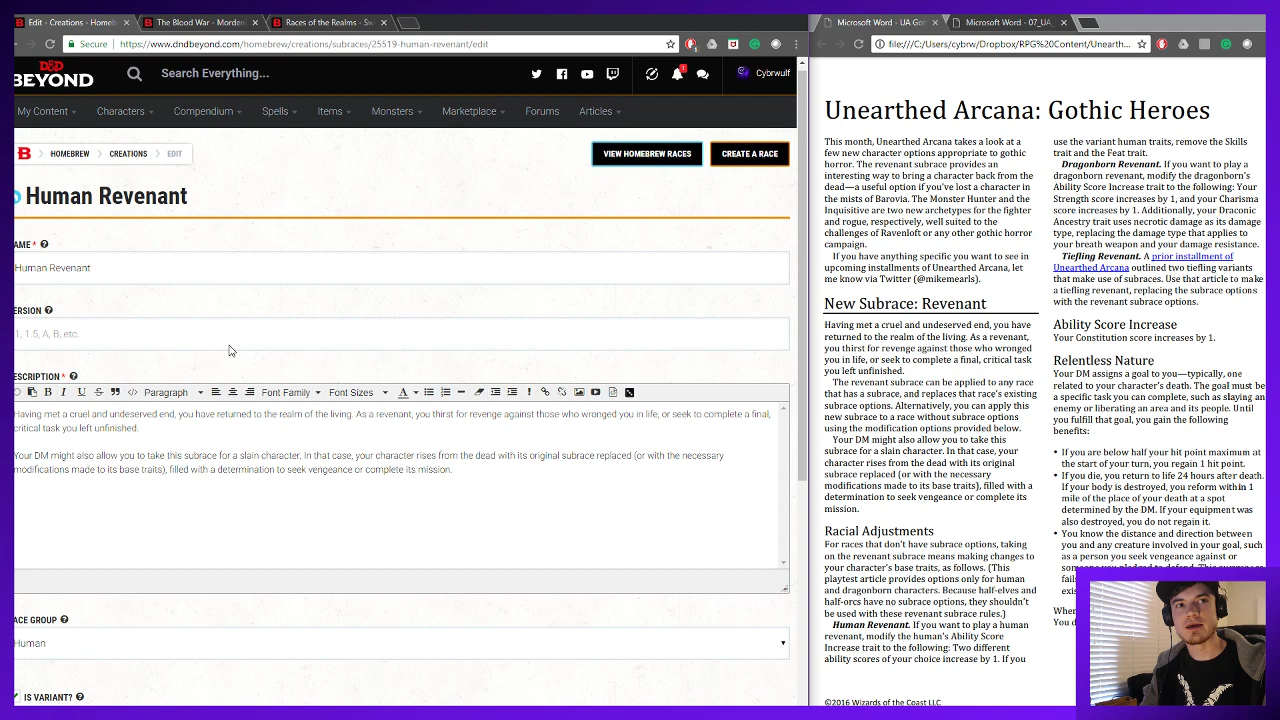 Edit - Creations - Homeb
The Blood War - Morden
Races of the Realms - Sw
Secure
https://www.dndbeyond.com/homebrew/creations/subraces/25519-human-revenant/edit
D&D
BEYOND
Search Everything...
1
Cybrwulf
My Content
Characters
Compendium
Spells
Items
Monsters
Marketplace
Forums
Articles
B
HOMEBREW
CREATIONS
EDIT
VIEW HOMEBREW RACES
CREATE A RACE
Human Revenant
AME *
Human Revenant
ERSION
1, 1.5, A, B, etc.
ESCRIPTION *
Paragraph
Font Family
Font Sizes
Having met a cruel and undeserved end, you have returned to the realm of the living. As a revenant, you thirst for revenge against those who wronged you in life, or seek to complete a final,
critical task you left unfinished.
Your DM might also allow you to take this subrace for a slain character. In that case, your character rises from the dead with its original subrace replaced (or with the necessary
modifications made to its base traits), filled with a determination to seek vengeance or complete its mission.
ACE GROUP
Human
IS VARIANT?
Microsoft Word - UA Got
Microsoft Word - 07_UA_
file:///C:/Users/cybrw/Dropbox/RPG%20Content/Unearth...
Unearthed Arcana: Gothic Heroes
This month, Unearthed Arcana takes a look at a
few new character options appropriate to gothic
horror. The revenant subrace provides an
interesting way to bring a character back from the
dead—a useful option if you've lost a character in
the mists of Barovia. The Monster Hunter and the
Inquisitive are two new archetypes for the fighter
and rogue, respectively, well suited to the
challenges of Ravenloft or any other gothic horror
campaign.
If you have anything specific you want to see in
upcoming installments of Unearthed Arcana, let
me know via Twitter (@mikemearls).
New Subrace: Revenant
Having met a cruel and undeserved end, you have
returned to the realm of the living. As a revenant,
you thirst for revenge against those who wronged
you in life, or seek to complete a final, critical task
you left unfinished.
The revenant subrace can be applied to any race
that has a subrace, and replaces that race's existing
subrace options. Alternatively, you can apply this
new subrace to a race without subrace options
using the modification options provided below.
Your DM might also allow you to take this
subrace for a slain character. In that case, your
character rises from the dead with its original
subrace replaced (or with the necessary
modifications made to its base traits), filled with a
determination to seek vengeance or complete its
mission.
Racial Adjustments
For races that don't have subrace options, taking
on the revenant subrace means making changes to
your character's base traits, as follows. (This
playtest article provides options only for human
and dragonborn characters. Because half-elves and
half-orcs have no subrace options, they shouldn't
be used with these revenant subrace rules.)
Human Revenant. If you want to play a human
revenant, modify the human's Ability Score
Increase trait to the following: Two different
ability scores of your choice increase by 1. If you
©2016 Wizards of the Coast LLC
use the variant human traits, remove the Skills
trait and the Feat trait.
Dragonborn Revenant. If you want to play a
dragonborn revenant, modify the dragonborn's
Ability Score Increase trait to the following: Your
Strength score increases by 1, and your Charisma
score increases by 1. Additionally, your Draconic
Ancestry trait uses necrotic damage as its damage
type, replacing the damage type that applies to
your breath weapon and your damage resistance.
Tiefling Revenant. A prior installment of
Unearthed Arcana outlined two tiefling variants
that make use of subraces. Use that article to make
a tiefling revenant, replacing the subrace options
with the revenant subrace options.
Ability Score Increase
Your Constitution score increases by 1.
Relentless Nature
Your DM assigns a goal to you—typically, one
related to your character's death. The goal must be
a specific task you can complete, such as slaying an
enemy or liberating an area and its people. Until
you fulfill that goal, you gain the following
benefits:
• If you are below half your hit point maximum at
the start of your turn, you regain 1 hit point.
• If you die, you return to life 24 hours after death.
If your body is destroyed, you reform within 1
mile of the place of your death at a spot
determined by the DM. If your equipment was
also destroyed, you do not regain it.
• You know the distance and direction between
you and any creature involved in your goal, such
as a person you seek vengeance against or